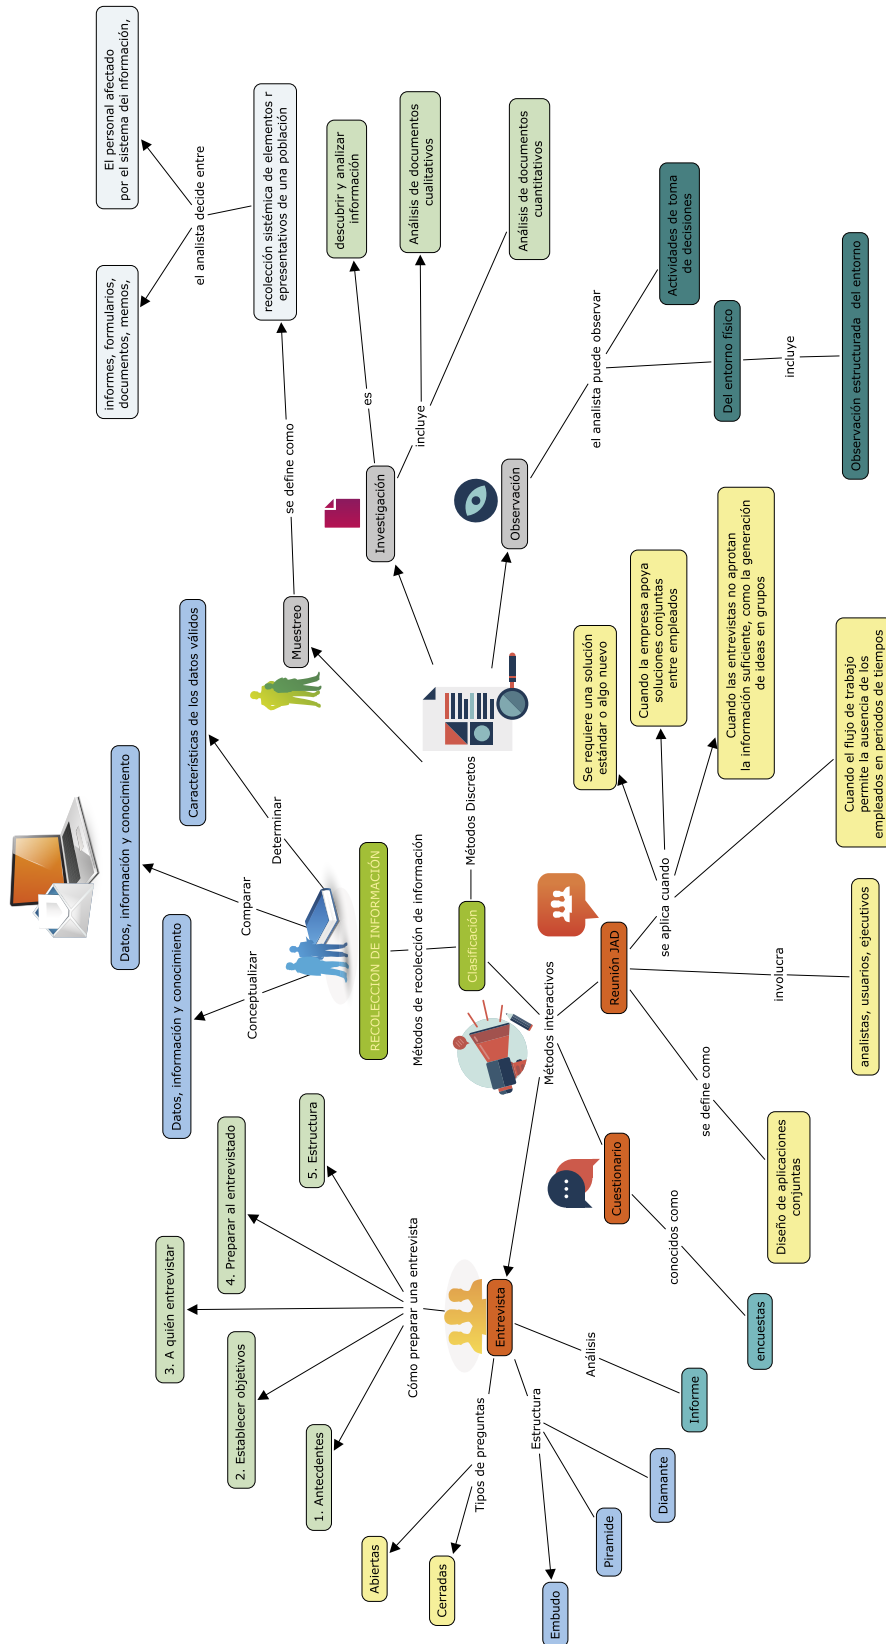 Datos, información y conocimiento
Datos, información y conocimiento
Características de los datos válidos
Conceptualizar
Comparar
Determinar
RECOLECCION DE INFORMACIÓN
Métodos de recolección de información
Clasificación
Métodos Discretos
Métodos Interactivos
3. A quién entrevistar
4. Preparar al entrevistado
2. Establecer objetivos
5. Estructura
1. Antecdentes
Cómo preparar una entrevista
Entrevista
Tipos de preguntas
Abiertas
Cerradas
Estructura
Embudo
Piramide
Diamante
Análisis
Informe
Cuestionario
conocidos como
encuestas
Reunión JAD
se define como
Diseño de aplicaciones
conjuntas
involucra
analistas, usuarios, ejecutivos
se aplica cuando
Se requiere una solución
estándar o algo nuevo
Cuando la empresa apoya
soluciones conjuntas
entre empleados
Cuando las entrevistas no aprotan
la información suficiente, como la generación
de ideas en grupos
Cuando el flujo de trabajo
permite la ausencia de los
empleados en periodos de tiempos
Muestreo
se define como
recolección sistémica de elementos r
epresentativos de una población
el analista decide entre
informes, formularios,
documentos, memos,
El personal afectado
por el sistema dei nformación,
Investigación
es
descubrir y analizar
información
incluye
Análisis de documentos
cualitativos
Análisis de documentos
cuantitativos
Observación
el analista puede observar
Actividades de toma
de decisiones
Del entorno físico
incluye
Observación estructurada  del entorno